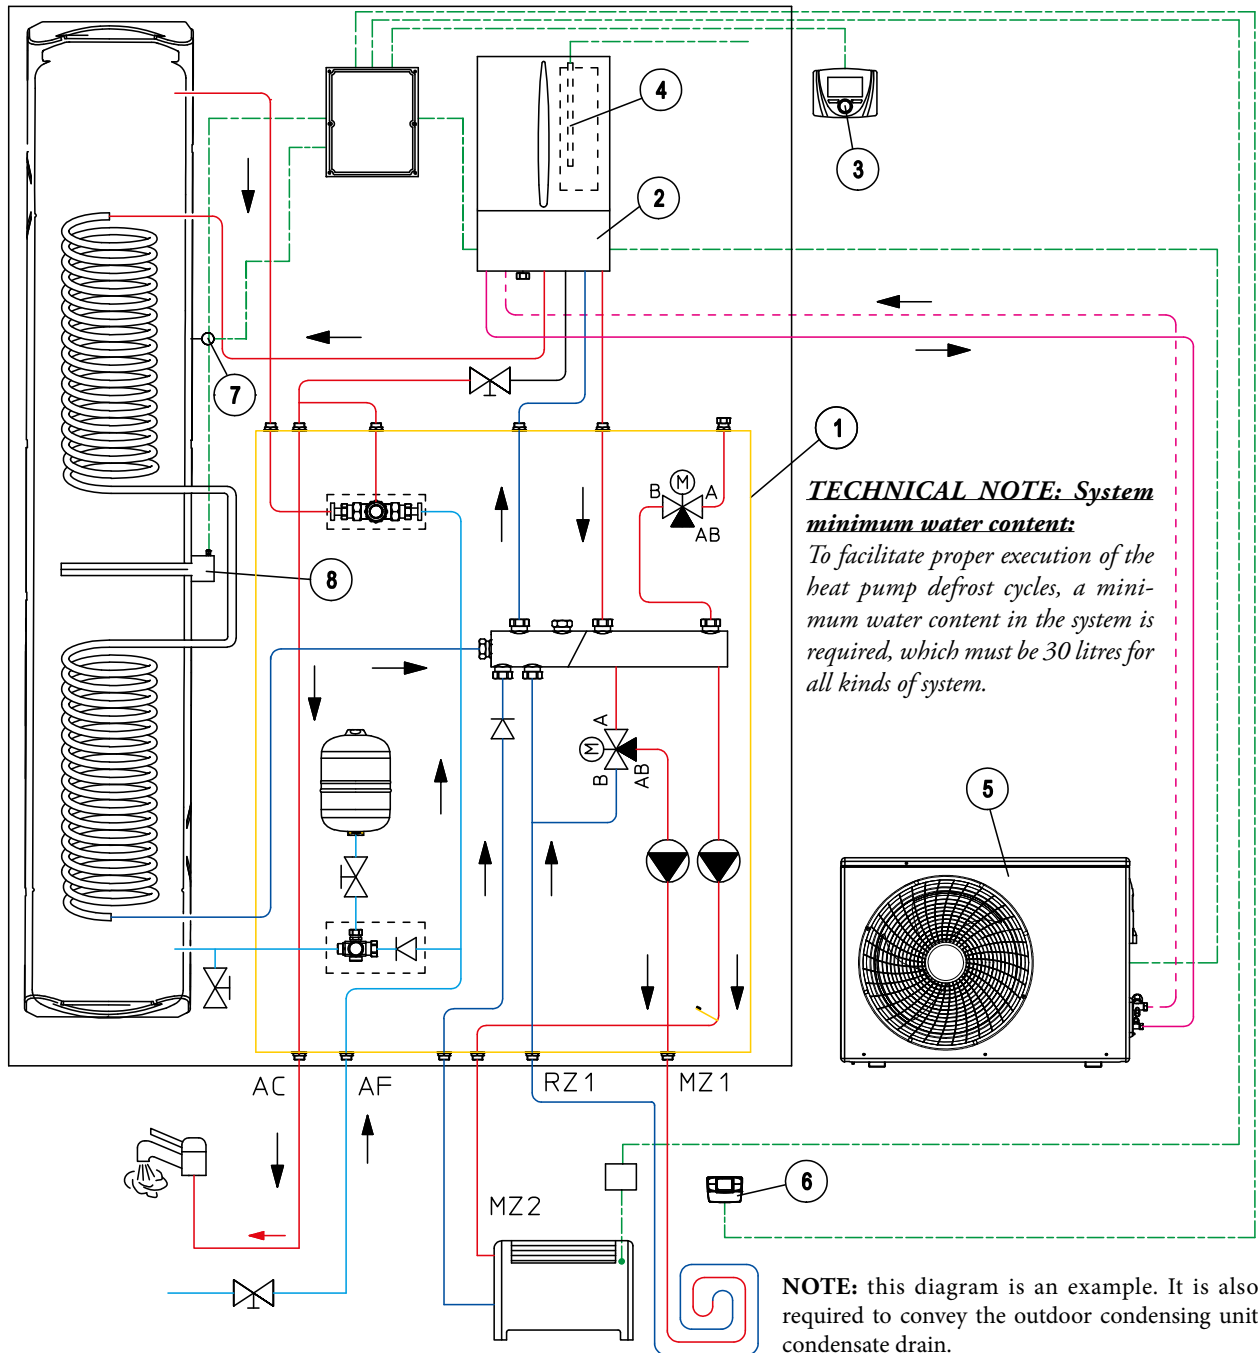 4
3
2
7
1
B
M
A
AB
TECHNICAL NOTE: System
minimum water content:
To facilitate proper execution of the
heat pump defrost cycles, a mini-
mum water content in the system is
required, which must be 30 litres for
all kinds of system.
8
A
M
B
AB
5
AC
AF
RZ1
MZ1
6
MZ2
NOTE: this diagram is an example. It is also
required to convey the outdoor condensing unit
condensate drain.